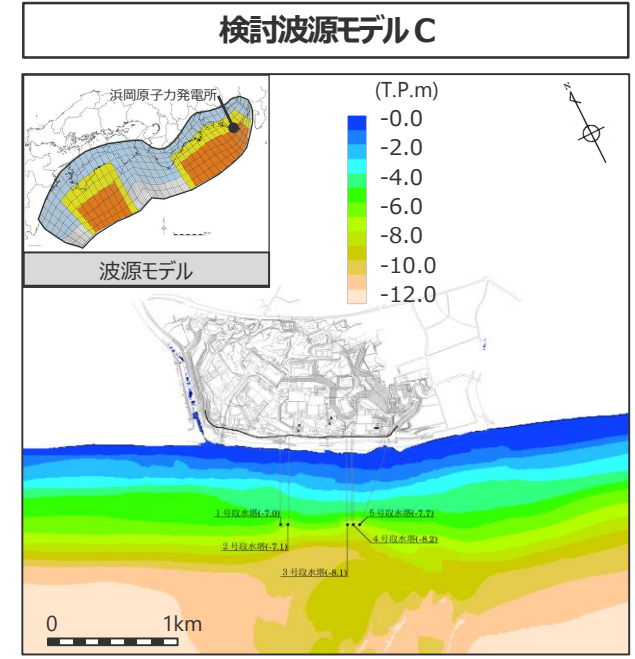 検討波源モデルC
浜岡原子力発電所
波源モデル
(T.P.m)
-0.0
-2.0
-4.0
-6.0
-8.0
-10.0
-12.0
N
1号取水塔(-7.0)
5号取水塔(-7.7)
2号取水塔(-7.1)
4号取水塔(-8.2)
3号取水塔(-8.1)
0 1km